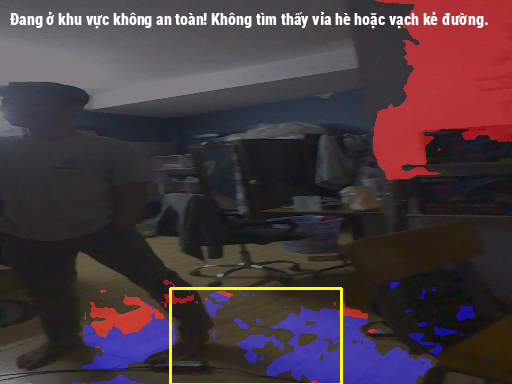 Đang ở khu vực không an toàn! Không tìm thấy vỉa hè hoặc vạch kẻ đường.